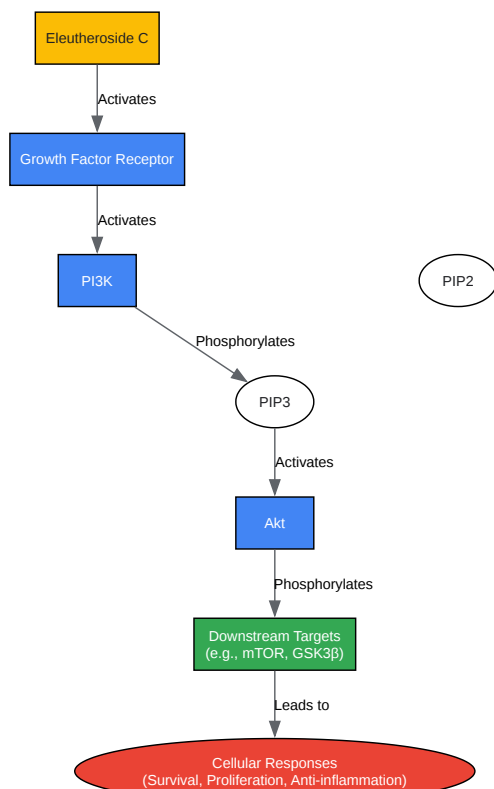 Eleutheroside C
Activates
Growth Factor Receptor
Activates
PI3K
PIP2
Phosphorylates
PIP3
Activates
Akt
Phosphorylates
Downstream Targets
(e.g., mTOR, GSK3β)
Leads to
Cellular Responses
(Survival, Proliferation, Anti-inflammation)